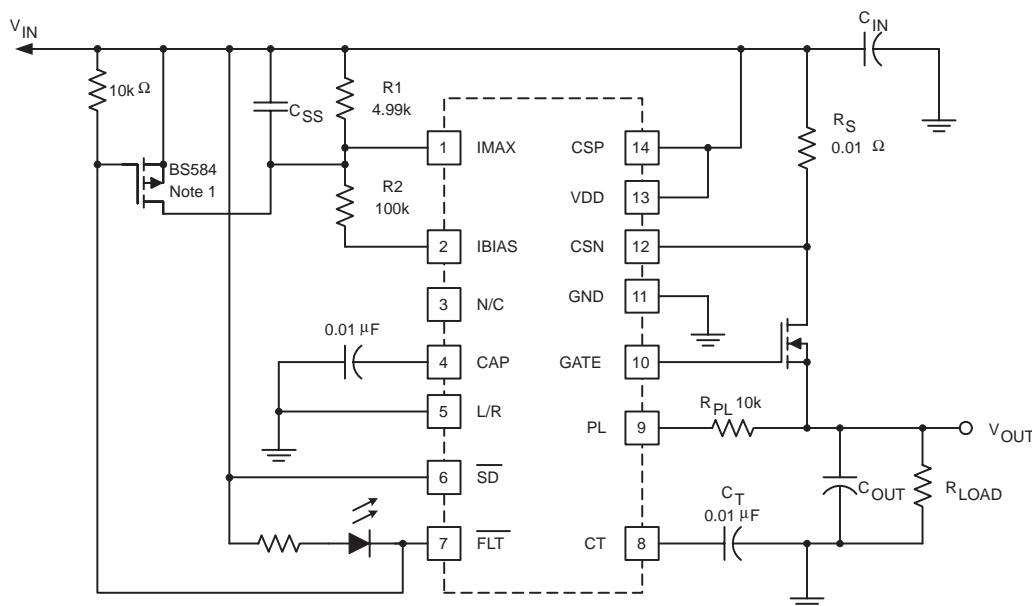 VIN
CIN
10k Ω
CSS
R1
4.99k
RS
0.01 Ω
BS584
Note 1
1
IMAX
CSP
14
R2
100k
VDD
13
2
IBIAS
CSN
12
3
N/C
GND
11
0.01 μF
4
CAP
GATE
10
5
L/R
PL
9
RPL 10k
VOUT
6
SD
COUT
RLOAD
CT
0.01 μF
7
FLT
CT
8